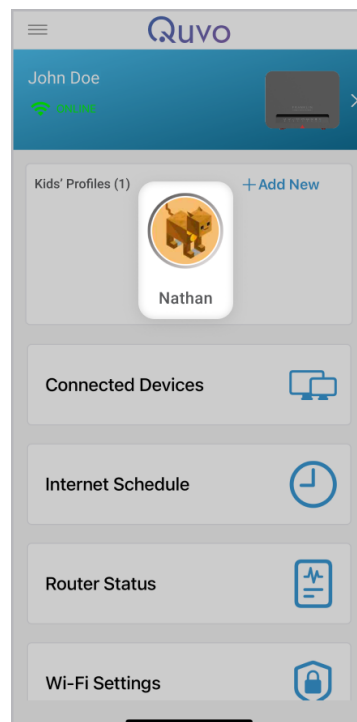 Quvo
John Doe
ONLINE
Kids' Profiles (1)
+Add New
Nathan
Connected Devices
Internet Schedule
Router Status
Wi-Fi Settings